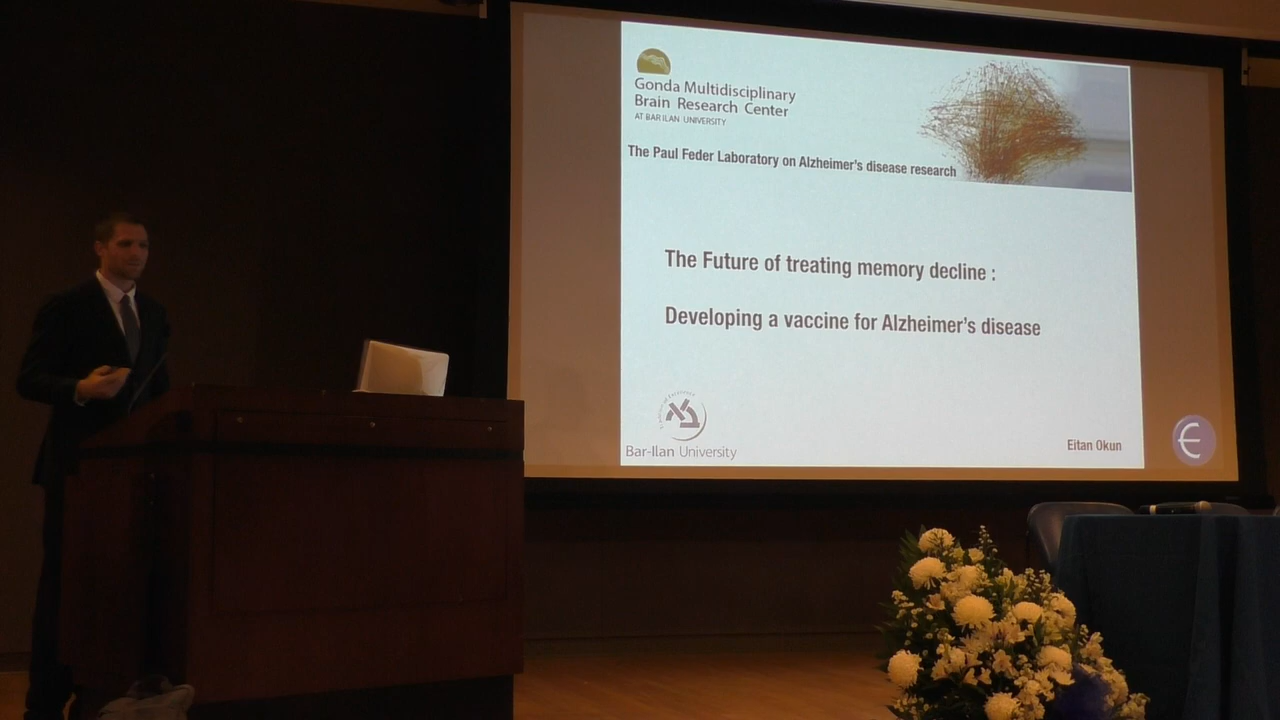 Gonda Multidisciplinary
Brain Research Center
AT BAR ILAN UNIVERSITY
The Paul Feder Laboratory on Alzheimer's disease research
The Future of treating memory decline :
Developing a vaccine for Alzheimer's disease
Bar-Ilan University
Eitan Okun